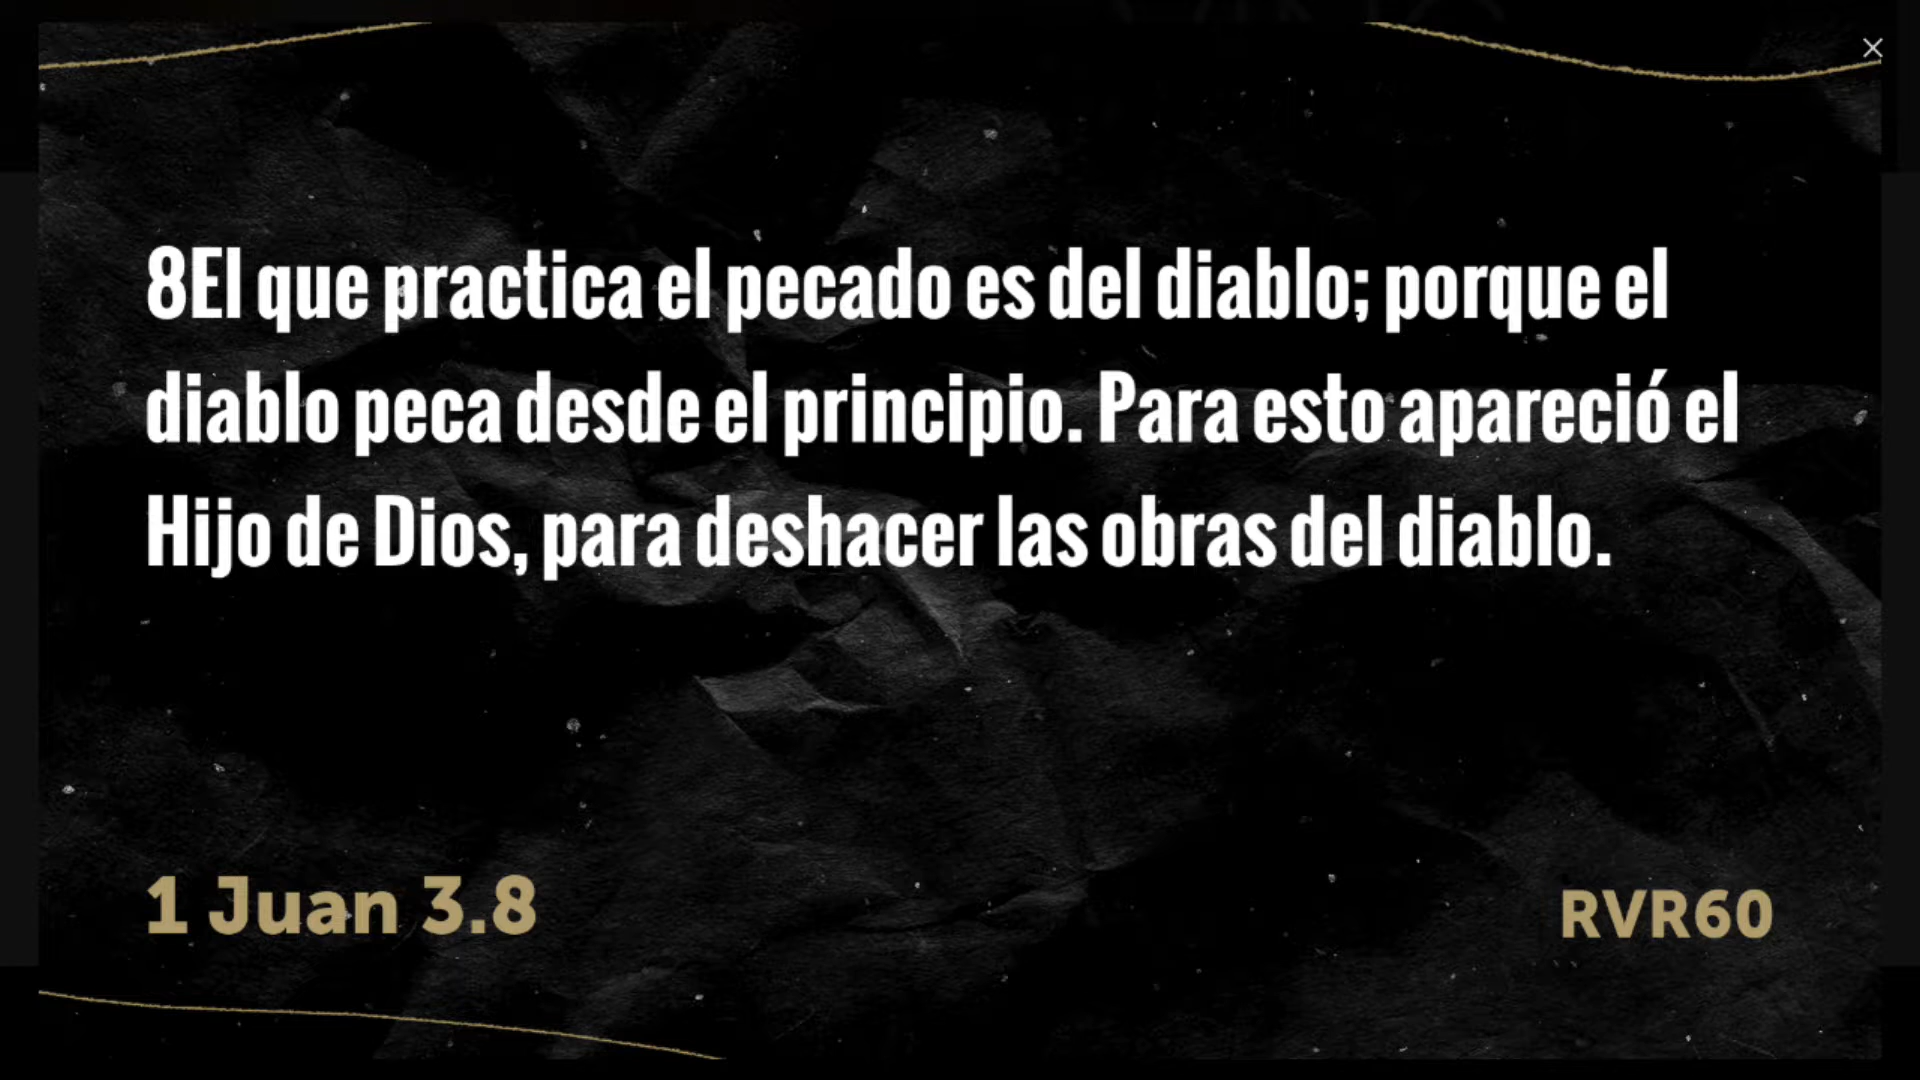 8El que practica el pecado es del diablo; porque el
diablo peca desde el principio. Para esto apareció el
Hijo de Dios, para deshacer las obras del diablo.
1 Juan 3.8
RVR60